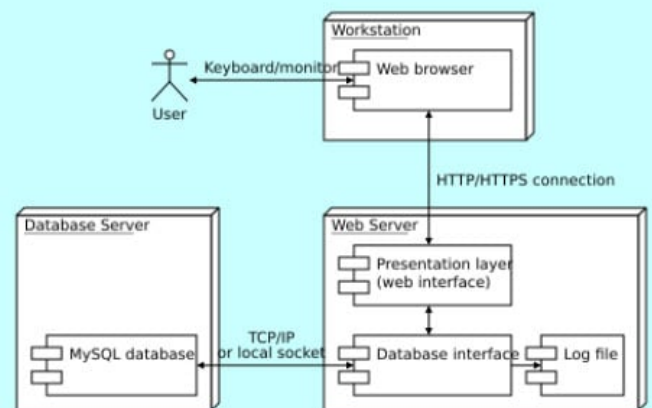 Workstation
Keyboard/monitor
Web browser
User
HTTP/HTTPS connection
Database Server
Web Server
Presentation layer
(web interface)
TCP/IP
or local socket
MySQL database
Database interface
Log file